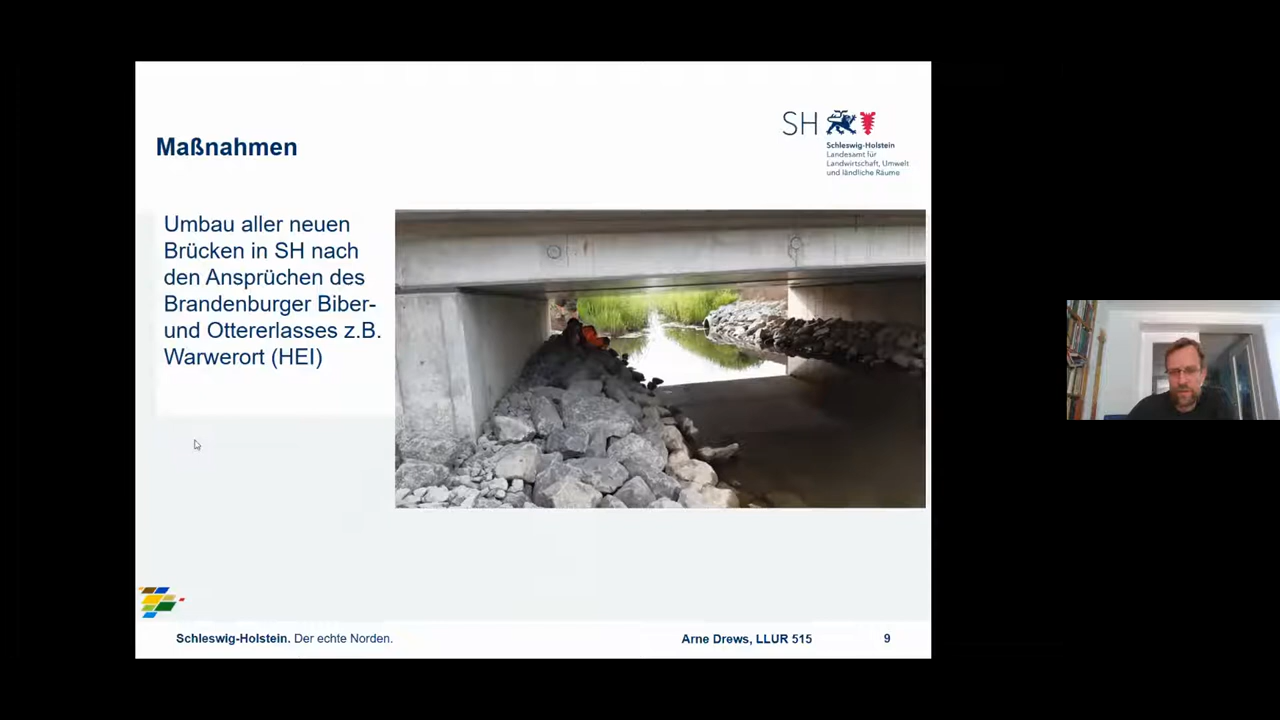 Maßnahmen
SH
Schleswig-Holstein
Landesamt für
Landwirtschaft, Umwelt
und ländliche Räume
Umbau aller neuen
Brücken in SH nach
den Ansprüchen des
Brandenburger Biber-
und Ottererlasses z.B.
Warwerort (HEI)
Schleswig-Holstein. Der echte Norden.
Arne Drews, LLUR 515
9